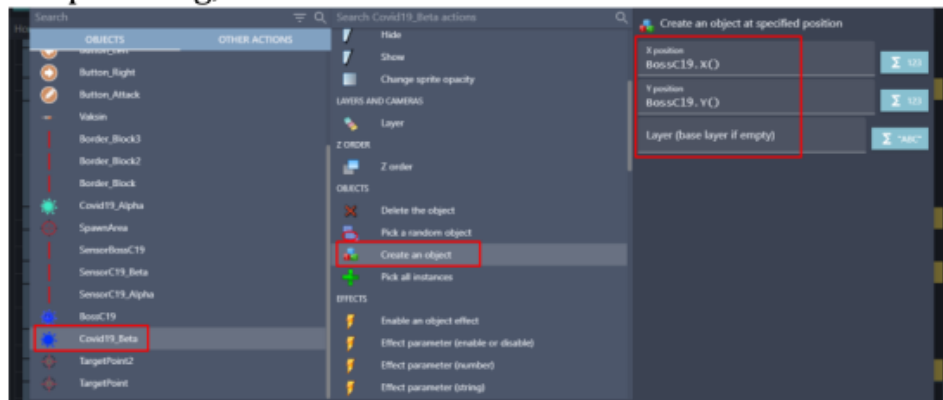 Search
OBJECTS
OTHER ACTIONS
Button_Right
Button_Attack
Vaksin
Border_Block3
Border_Block2
Border_Block
Covid19_Alpha
SpawnArea
SensorBossC19
SensorC19_Beta
SensorC19_Alpha
BossC19
Covid19_Beta
TargetPoint2
TargetPoint
Search Covid19_Beta actions
Hide
Show
Change sprite opacity
LAYERS AND CAMERAS
Layer
Z ORDER
Z order
OBJECTS
Delete the object
Pick a random object
Create an object
Pick all instances
EFFECTS
Enable an object effect
Effect parameter (enable or disable)
Effect parameter (number)
Effect parameter (string)
Create an object at specified position
X position
BossC19.X()
Σ 123
Y position
BossC19.Y()
Σ 123
Layer (base layer if empty)
Σ "ABC"